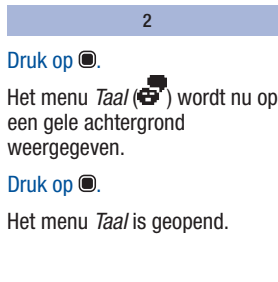 2
Druk op .
Het menu Taal ( ) wordt nu op
een gele achtergrond
weergegeven.
Druk op .
Het menu Taal is geopend.